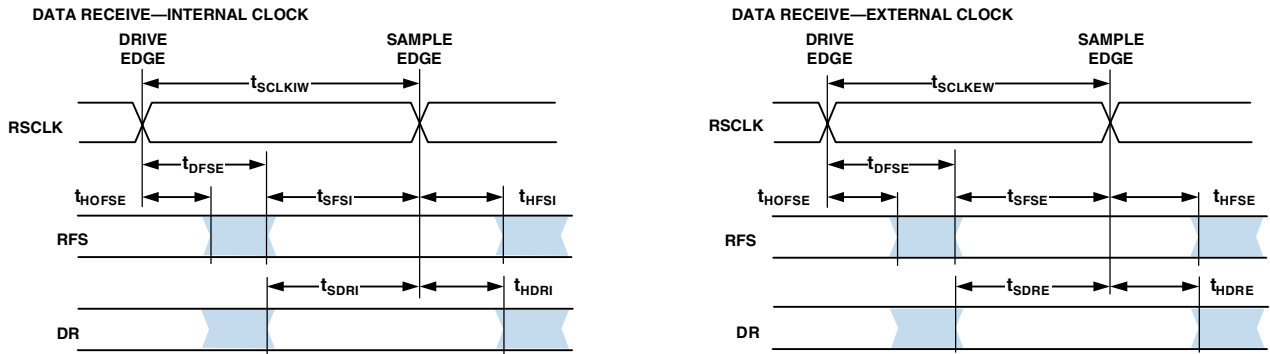 DATA RECEIVE—INTERNAL CLOCK
DRIVE
EDGE
SAMPLE
EDGE
tSCLKIW
RSCLK
tDFSE
tHOFSE
tSFSI
tHFSI
RFS
tSDRI
tHDRI
DR
DATA RECEIVE—EXTERNAL CLOCK
DRIVE
EDGE
SAMPLE
EDGE
tSCLKEW
RSCLK
tDFSE
tHOFSE
tSFSE
tHFSE
RFS
tSDRE
tHDRE
DR